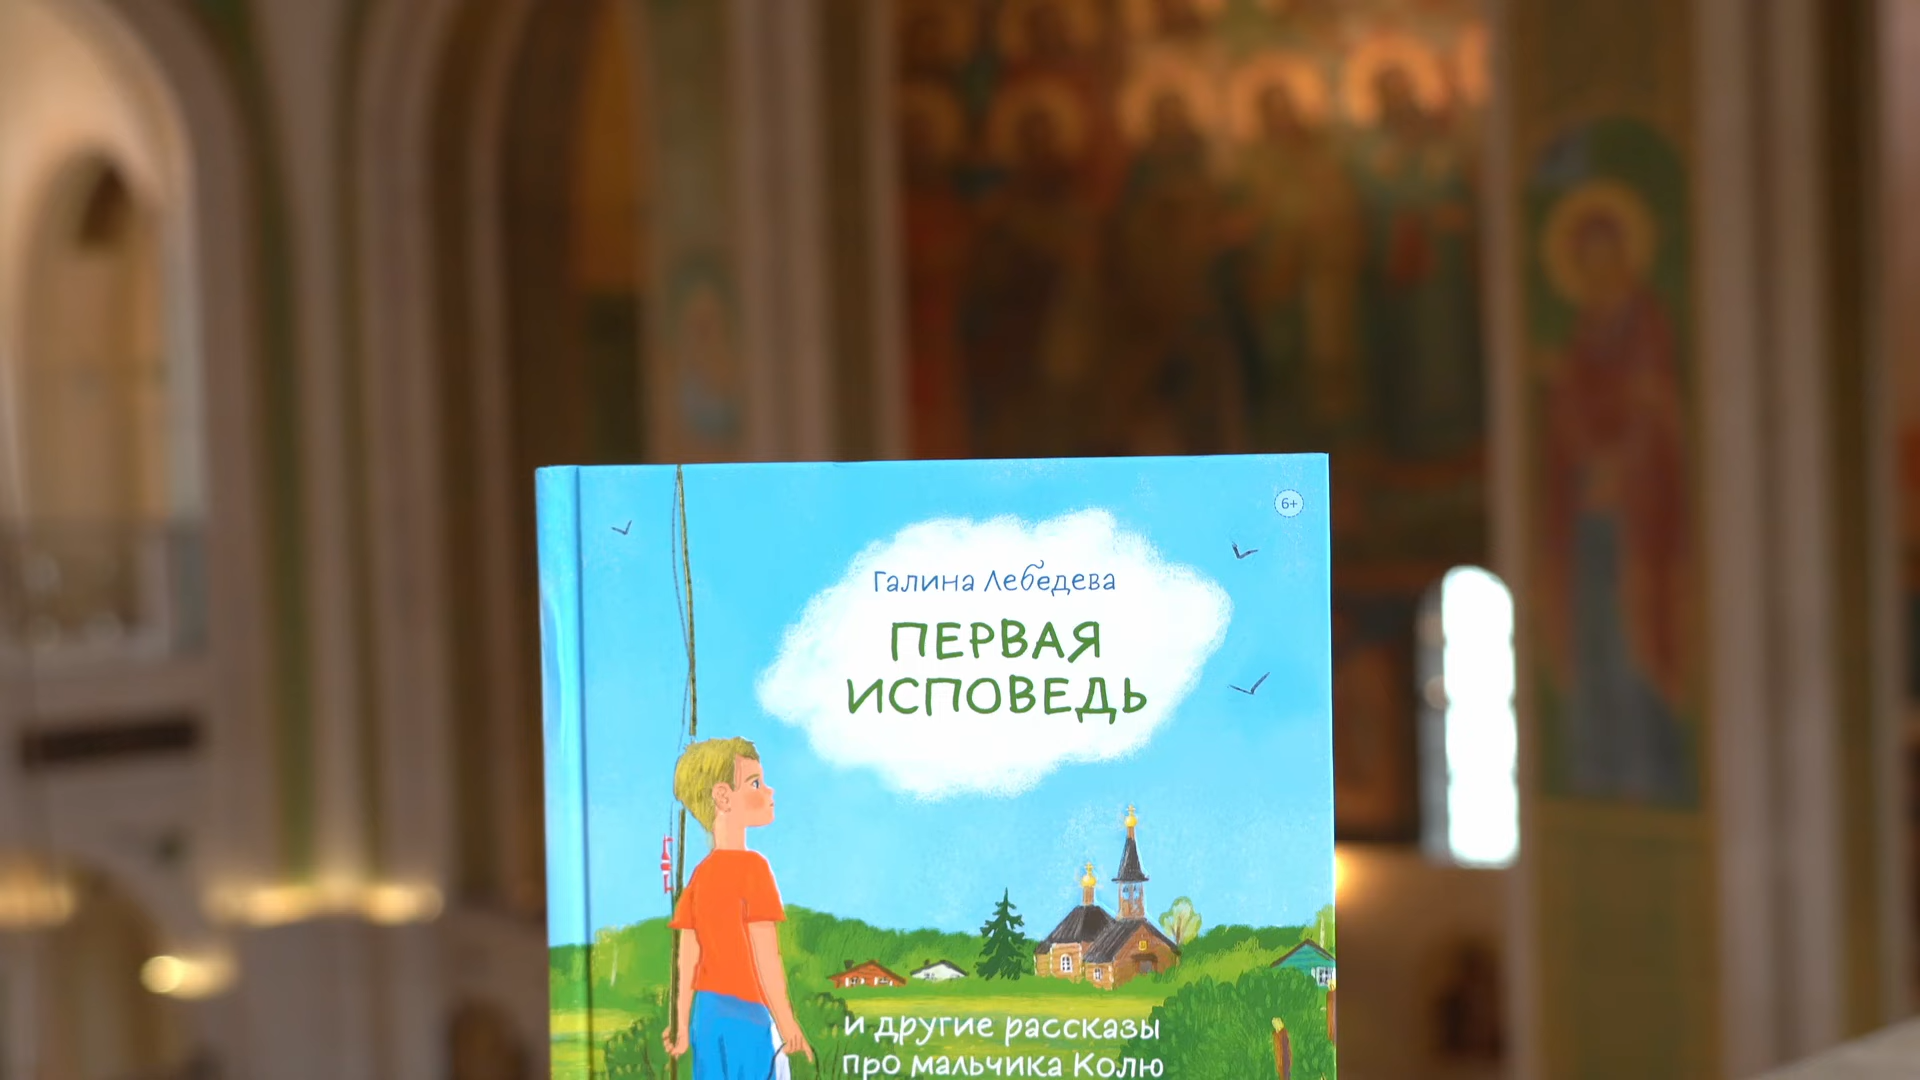 6+
Галина Лебедева
ПЕРВАЯ
ИСПОВЕДЬ
и другие рассказы
про мальчика Колю